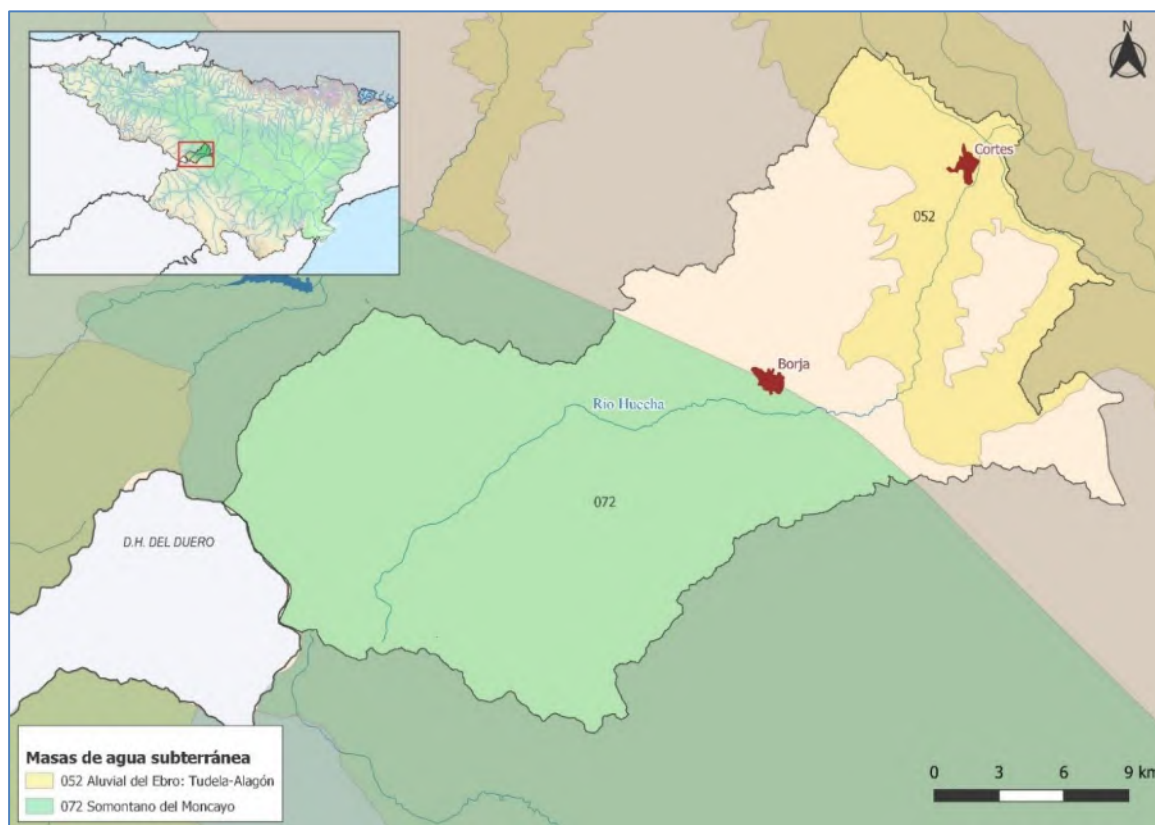 N
Cortes
052
Borja
Río Huecha
072
D.H. DEL DUERO
Masas de agua subterránea
052 Aluvial del Ebro: Tudela-Alagón
072 Somontano del Moncayo
0 3 6 9 km